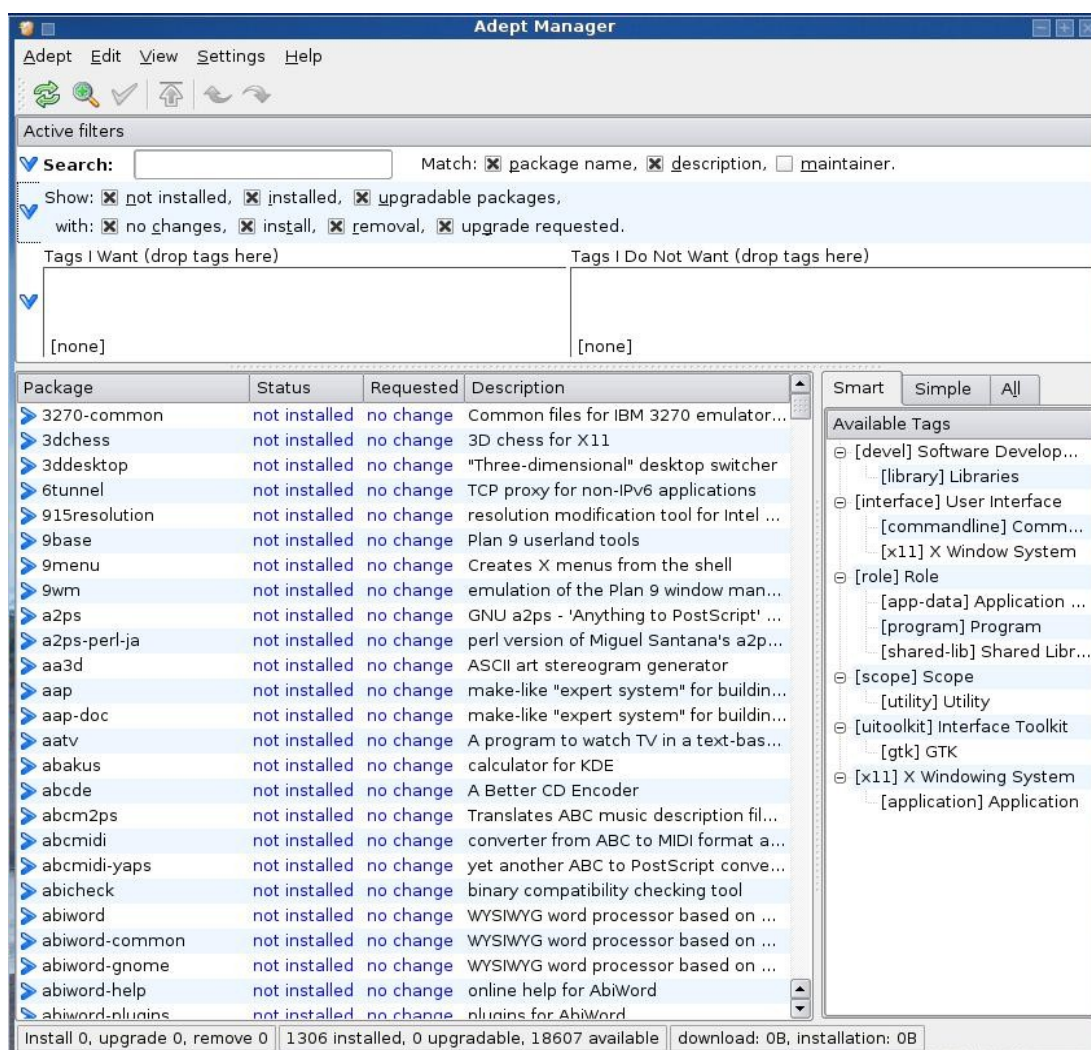 Adept Manager
Adept Edit View Settings Help
Active filters
Search: Match: package name, description, maintainer.
Show: not installed, installed, upgradable packages,
with: no changes, install, removal, upgrade requested.
Tags I Want (drop tags here) Tags I Do Not Want (drop tags here)
[none] [none]
Package Status Requested Description
3270-common not installed no change Common files for IBM 3270 emulator...
3dchess not installed no change 3D chess for X11
3ddesktop not installed no change "Three-dimensional" desktop switcher
6tunnel not installed no change TCP proxy for non-IPv6 applications
915resolution not installed no change resolution modification tool for Intel ...
9base not installed no change Plan 9 userland tools
9menu not installed no change Creates X menus from the shell
9wm not installed no change emulation of the Plan 9 window man...
a2ps not installed no change GNU a2ps - 'Anything to PostScript' ...
a2ps-perl-ja not installed no change perl version of Miguel Santana's a2p...
aa3d not installed no change ASCII art stereogram generator
aap not installed no change make-like "expert system" for buildin...
aap-doc not installed no change make-like "expert system" for buildin...
aatv not installed no change A program to watch TV in a text-bas...
abakus not installed no change calculator for KDE
abcde not installed no change A Better CD Encoder
abcm2ps not installed no change Translates ABC music description fil...
abcmidi not installed no change converter from ABC to MIDI format a...
abcmidi-yaps not installed no change yet another ABC to PostScript conve...
abicheck not installed no change binary compatibility checking tool
abiword not installed no change WYSIWYG word processor based on ...
abiword-common not installed no change WYSIWYG word processor based on ...
abiword-gnome not installed no change WYSIWYG word processor based on ...
abiword-help not installed no change online help for AbiWord
abiword-plugins not installed no change plugins for AbiWord
Smart Simple All
Available Tags
[devel] Software Develop...
[library] Libraries
[interface] User Interface
[commandline] Comm...
[x11] X Window System
[role] Role
[app-data] Application ...
[program] Program
[shared-lib] Shared Libr...
[scope] Scope
[utility] Utility
[uitoolkit] Interface Toolkit
[gtk] GTK
[x11] X Windowing System
[application] Application
Install 0, upgrade 0, remove 0 1306 installed, 0 upgradable, 18607 available download: 0B, installation: 0B